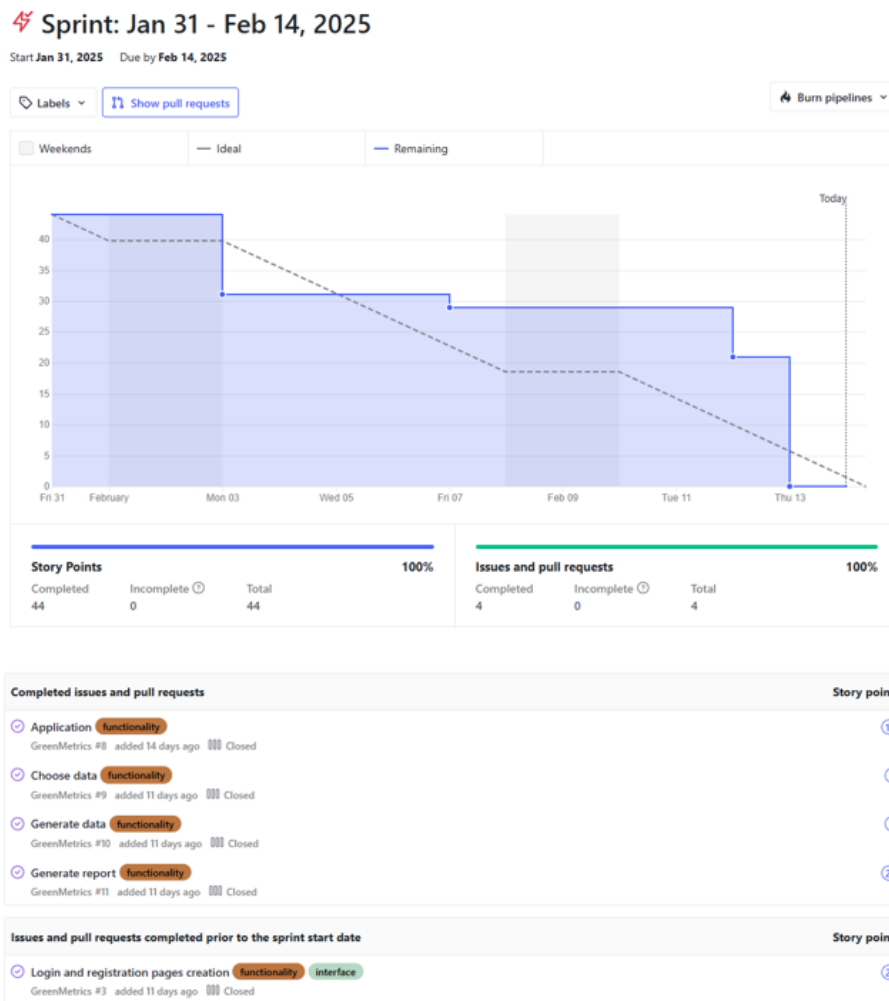 Sprint: Jan 31 - Feb 14, 2025
Start Jan 31, 2025 Due by Feb 14, 2025
Labels Show pull requests Burn pipelines
Weekends Ideal Remaining
Today
40
35
30
25
20
15
10
5
0
Fri 31 February Mon 03 Wed 05 Fri 07 Feb 09 Tue 11 Thu 13
Story Points 100%
Completed Incomplete ? Total
44 0 44
Issues and pull requests 100%
Completed Incomplete ? Total
4 0 4
Completed issues and pull requests Story poin
Application functionality
GreenMetrics #8 added 14 days ago Closed
Choose data functionality
GreenMetrics #9 added 11 days ago Closed
Generate data functionality
GreenMetrics #10 added 11 days ago Closed
Generate report functionality
GreenMetrics #11 added 11 days ago Closed
Issues and pull requests completed prior to the sprint start date Story poin
Login and registration pages creation functionality interface
GreenMetrics #3 added 11 days ago Closed